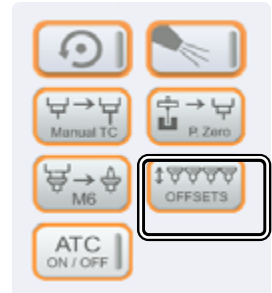 Manual TC
P. Zero
M6
OFFSETS
ATC
ON / OFF